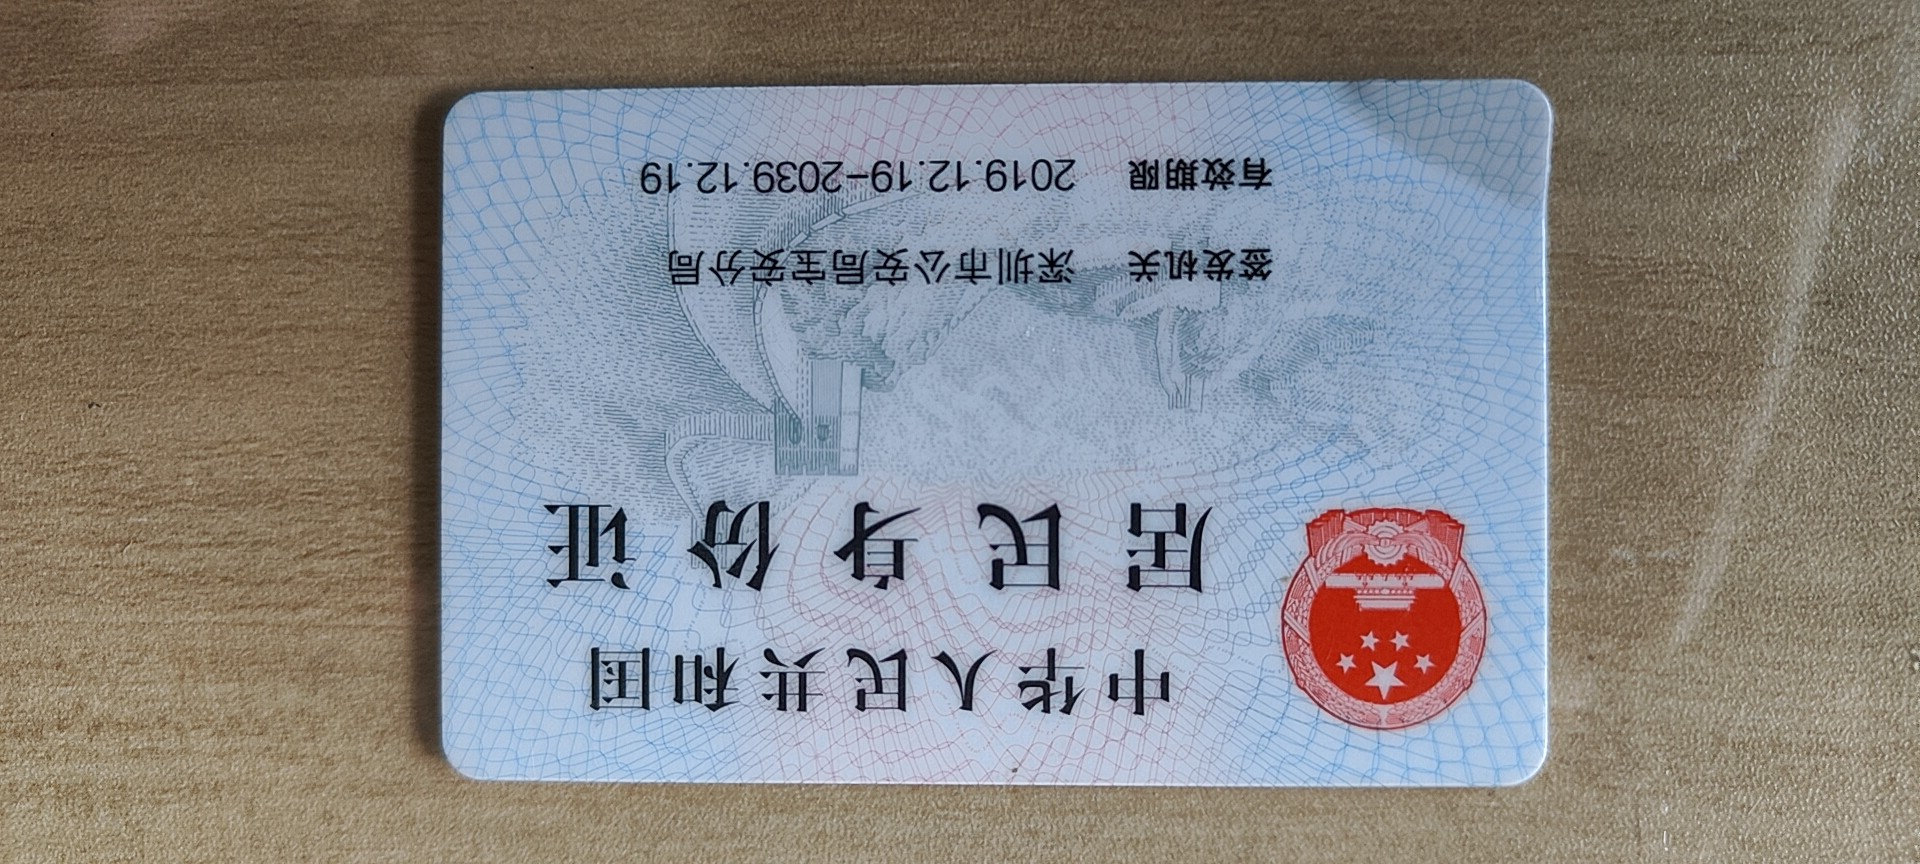 中华人民共和国
居民身份证
签发机关 深圳市公安局宝安分局
有效期限 2019.12.19-2039.12.19